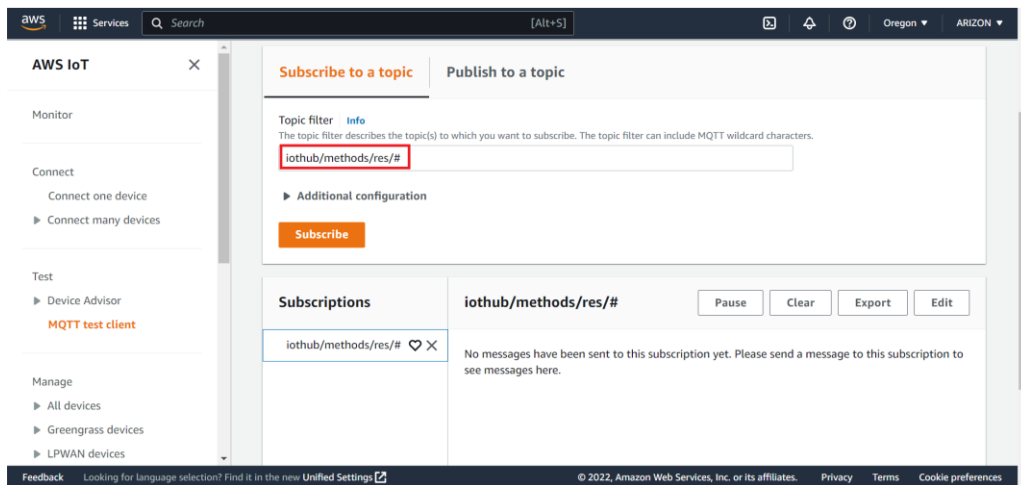 aws Services Search [Alt+S] Oregon ARIZON
AWS IoT
Monitor
Connect
Connect one device
Connect many devices
Test
Device Advisor
MQTT test client
Manage
All devices
Greengrass devices
LPWAN devices
Subscribe to a topic Publish to a topic
Topic filter Info
The topic filter describes the topic(s) to which you want to subscribe. The topic filter can include MQTT wildcard characters.
iothub/methods/res/#
Additional configuration
Subscribe
Subscriptions
iothub/methods/res/#
iothub/methods/res/# Pause Clear Export Edit
No messages have been sent to this subscription yet. Please send a message to this subscription to
see messages here.
Feedback Looking for language selection? Find it in the new Unified Settings © 2022, Amazon Web Services, Inc. or its affiliates. Privacy Terms Cookie preferences